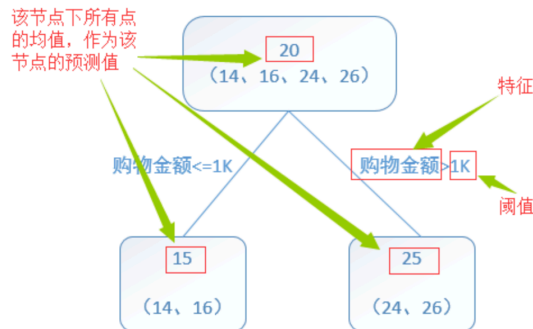 该节点下所有点
的均值，作为该
节点的预测值
20
（14、16、24、26）
特征
购物金额<=1K
购物金额>1K
阈值
15
（14、16）
25
（24、26）